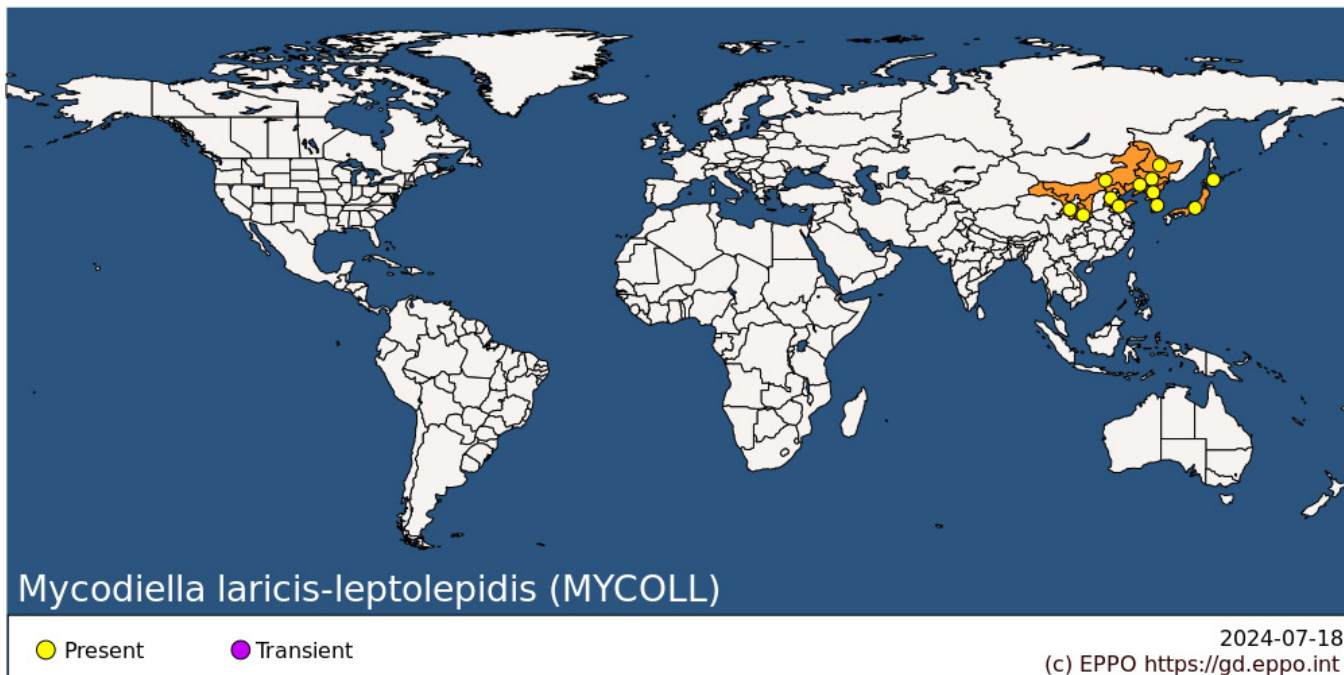 Mycodiella laricis-leptolepidis (MYCOLL)
Present
Transient
2024-07-18
(c) EPPO https://gd.eppo.int